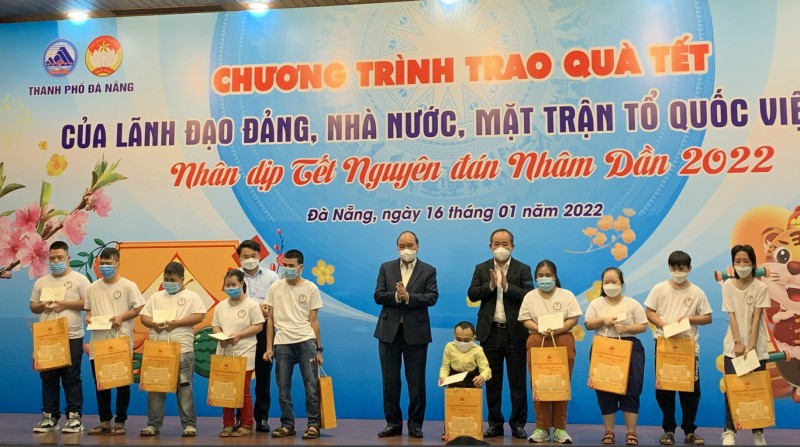 THÀNH PHỐ ĐÀ NẴNG
CHƯƠNG TRÌNH TRAO QUÀ TẾT
CỦA LÃNH ĐẠO ĐẢNG, NHÀ NƯỚC, MẶT TRẬN TỔ QUỐC VIỆ
Nhân dịp Tết Nguyên đán Nhâm Dần 2022
Đà Nẵng, ngày 16 tháng 01 năm 2022